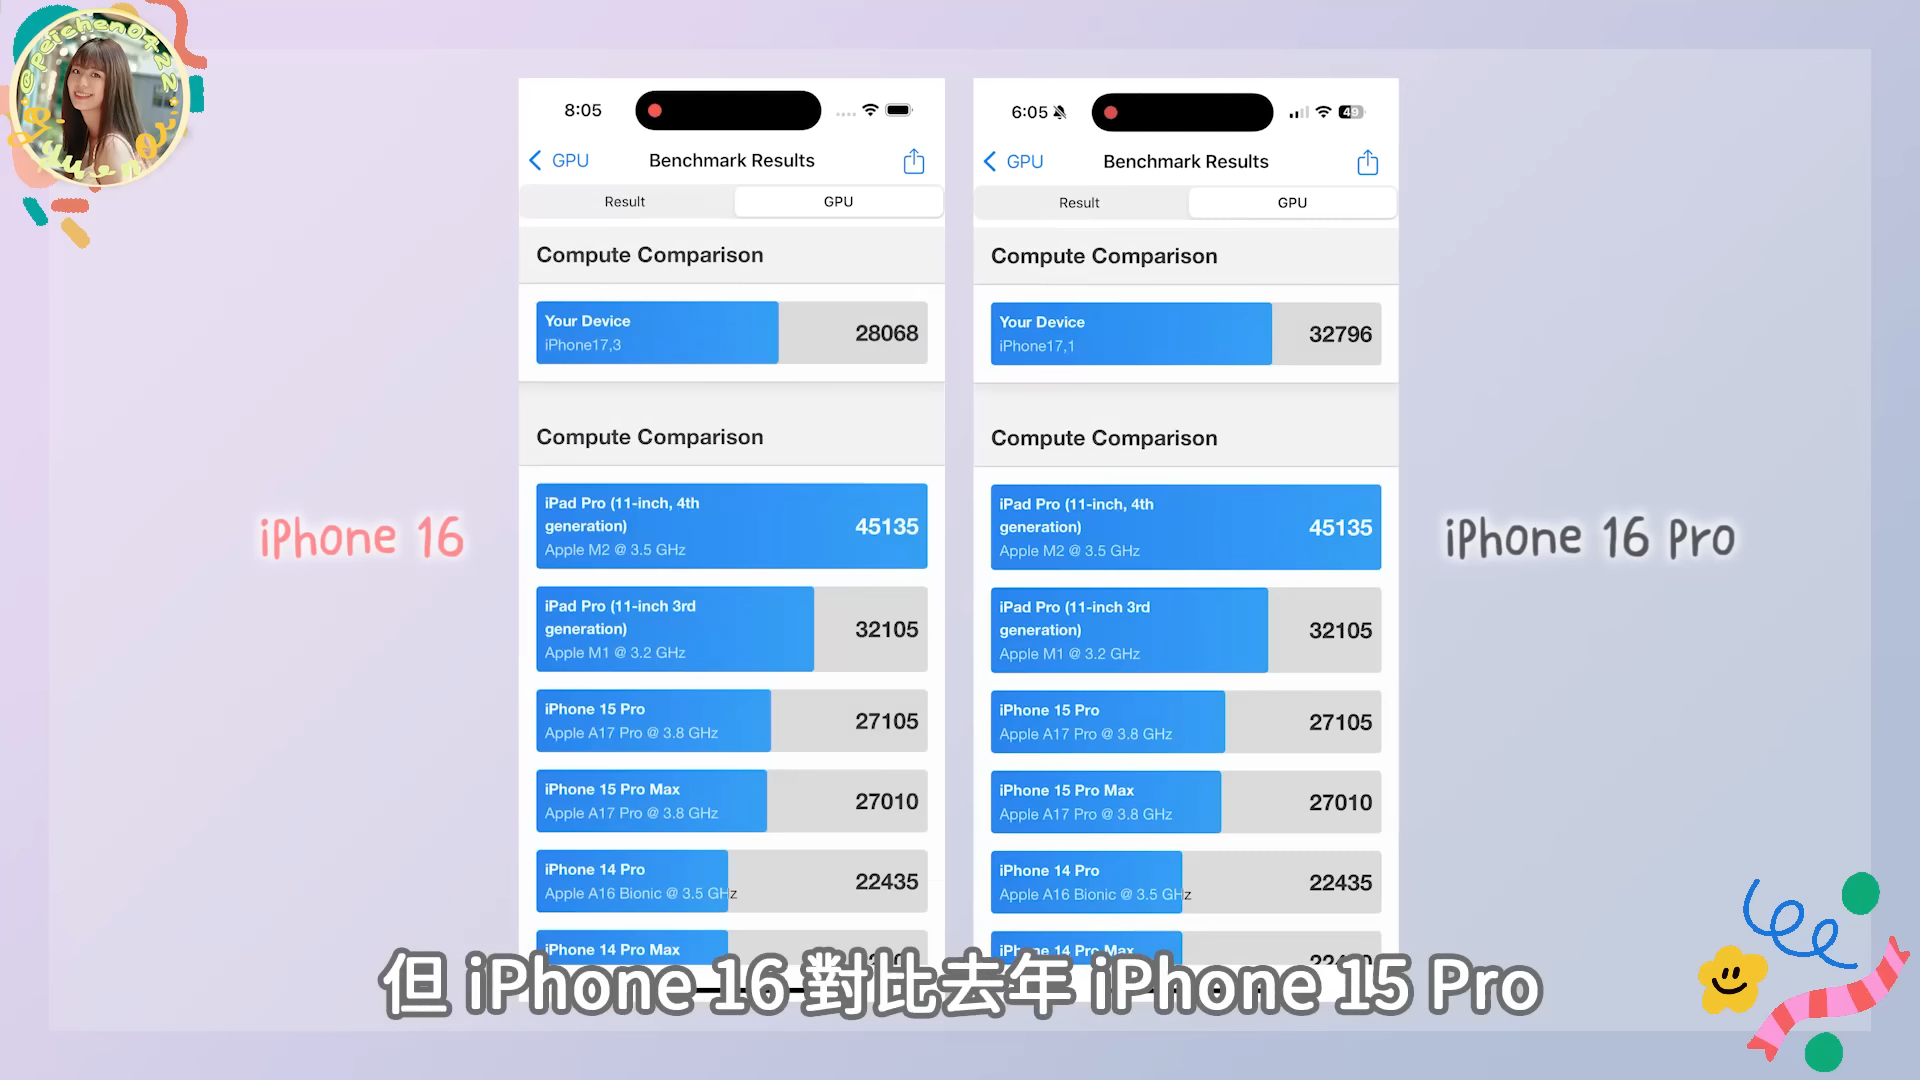 @peichen0422
8:05
GPU
Benchmark Results
Result
GPU
Compute Comparison
Your Device
iPhone17,3
28068
Compute Comparison
iPad Pro (11-inch, 4th
generation)
Apple M2 @ 3.5 GHz
45135
iPad Pro (11-inch 3rd
generation)
Apple M1 @ 3.2 GHz
32105
iPhone 15 Pro
Apple A17 Pro @ 3.8 GHz
27105
iPhone 15 Pro Max
Apple A17 Pro @ 3.8 GHz
27010
iPhone 14 Pro
Apple A16 Bionic @ 3.5 GHz
22435
iPhone 14 Pro Max
6:05
49
GPU
Benchmark Results
Result
GPU
Compute Comparison
Your Device
iPhone17,1
32796
Compute Comparison
iPad Pro (11-inch, 4th
generation)
Apple M2 @ 3.5 GHz
45135
iPad Pro (11-inch 3rd
generation)
Apple M1 @ 3.2 GHz
32105
iPhone 15 Pro
Apple A17 Pro @ 3.8 GHz
27105
iPhone 15 Pro Max
Apple A17 Pro @ 3.8 GHz
27010
iPhone 14 Pro
Apple A16 Bionic @ 3.5 GHz
22435
iPhone 14 Pro Max
iPhone 16
iPhone 16 Pro
但 iPhone 16 對比去年 iPhone 15 Pro